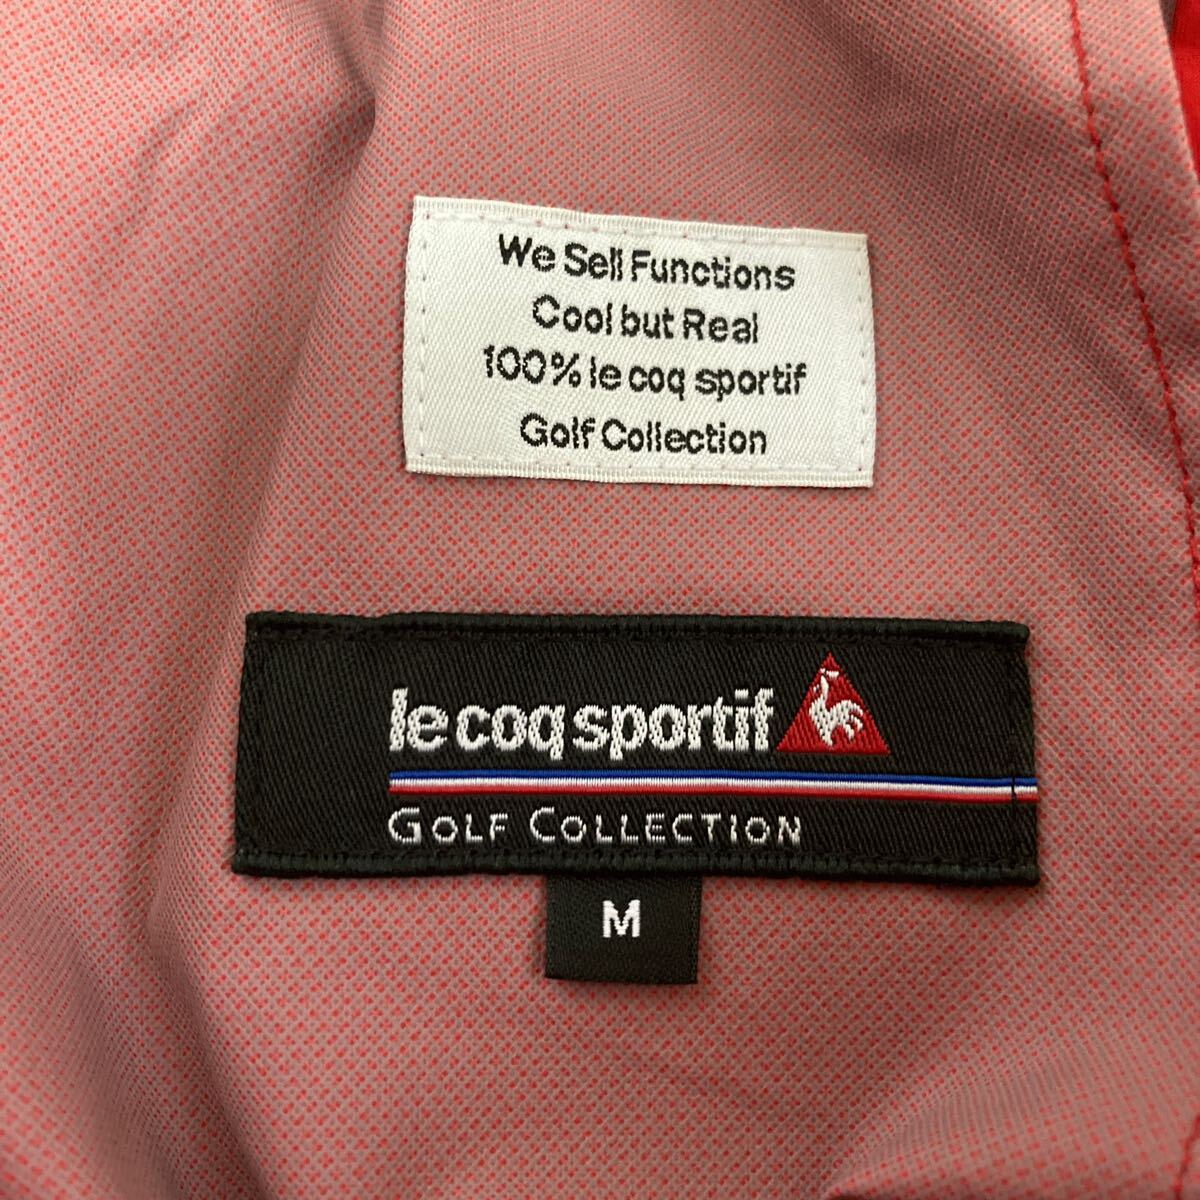 We Sell Functions
Cool but Real
100% le coq sportif
Golf Collection
le coq sportif
GOLF COLLECTION
M